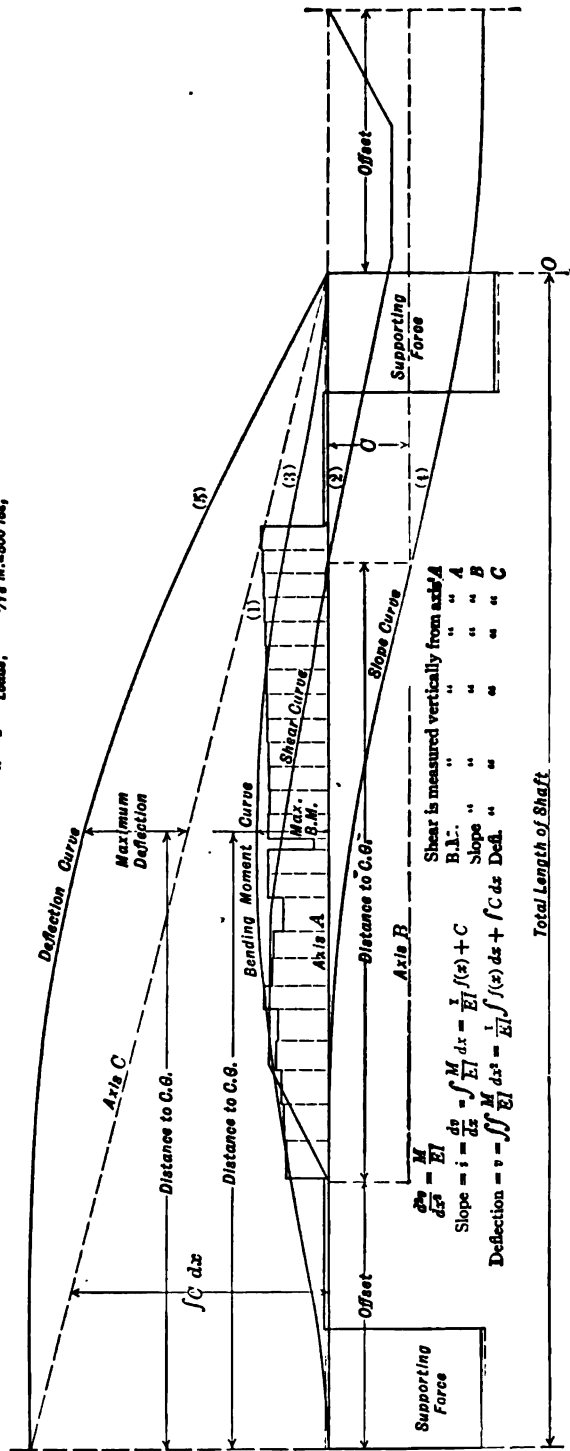 Loads,
Deflection Curve
(5)
Maximum
Deflection
Axis C
Distance to C.G.
Distance to C.G.
∫C dx
Bending Moment Curve
(1)
(3)
Shear Curve
Max.
B.M.
Axis A
(2)
C
(4)
Offset
Supporting
Force
O
Distance to C.G.
Slope Curve
Axis B
Offset
Supporting
Force
d²v/dx² = M/EI
Slope = i = dv/dx = ∫ M/EI dx = 1/EI f(x) + C
Deflection = v = ∫∫ M/EI dx² = 1/EI ∫ f(x) dx + ∫ C dx
Shear is measured vertically from axis A
B.M. " " " " A
Slope " " " " B
Defl. " " " " C
Total Length of Shaft